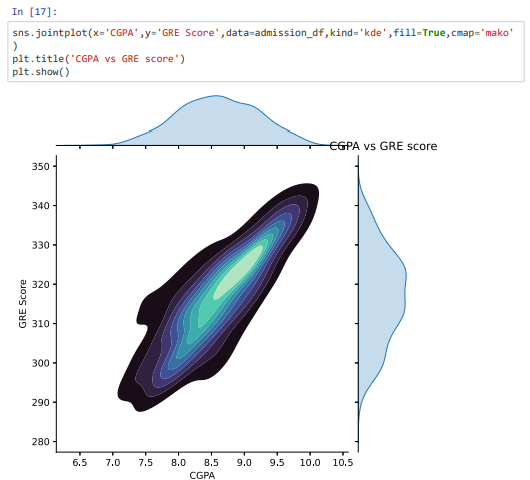 In [17]:
sns.jointplot(x='CGPA',y='GRE Score',data=admission_df,kind='kde',fill=True,cmap='mako'
)
plt.title('CGPA vs GRE score')
plt.show()
CGPA vs GRE score
350
340
330
320
310
300
290
280
GRE Score
6.5 7.0 7.5 8.0 8.5 9.0 9.5 10.0 10.5
CGPA